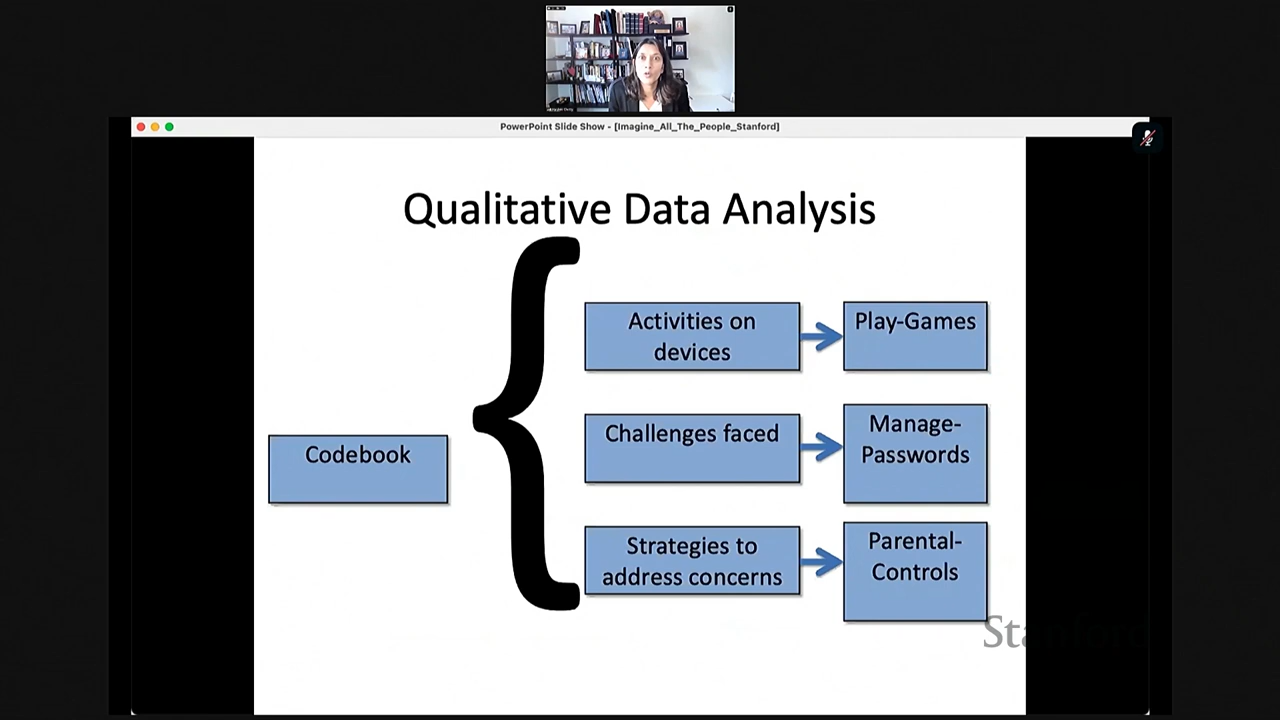 PowerPoint Slide Show - [Imagine_All_The_People_Stanford]
Qualitative Data Analysis
Activities on
devices
Play-Games
Codebook
Challenges faced
Manage-
Passwords
Strategies to
address concerns
Parental-
Controls
Stanford